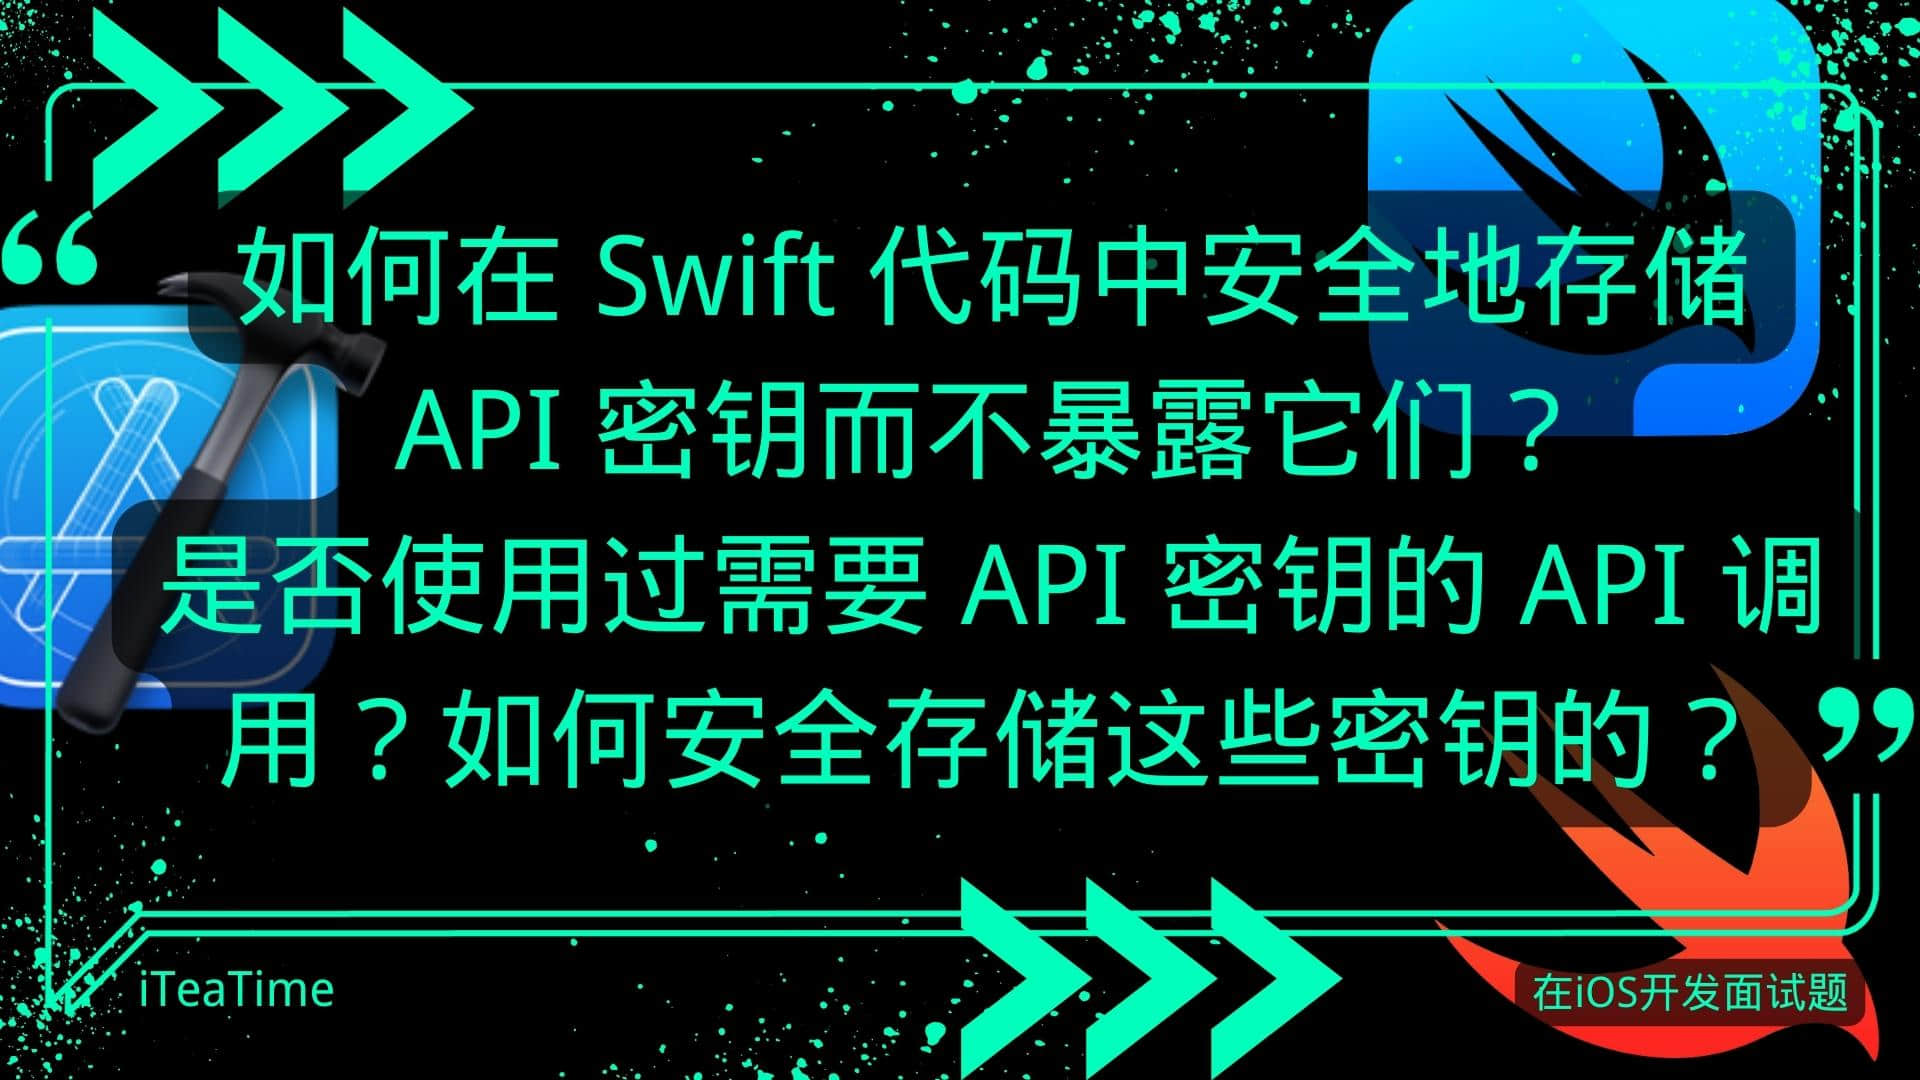 如何在 Swift 代码中安全地存储
API 密钥而不暴露它们？
是否使用过需要 API 密钥的 API 调
用？如何安全存储这些密钥的？
iTeaTime
在iOS开发面试题